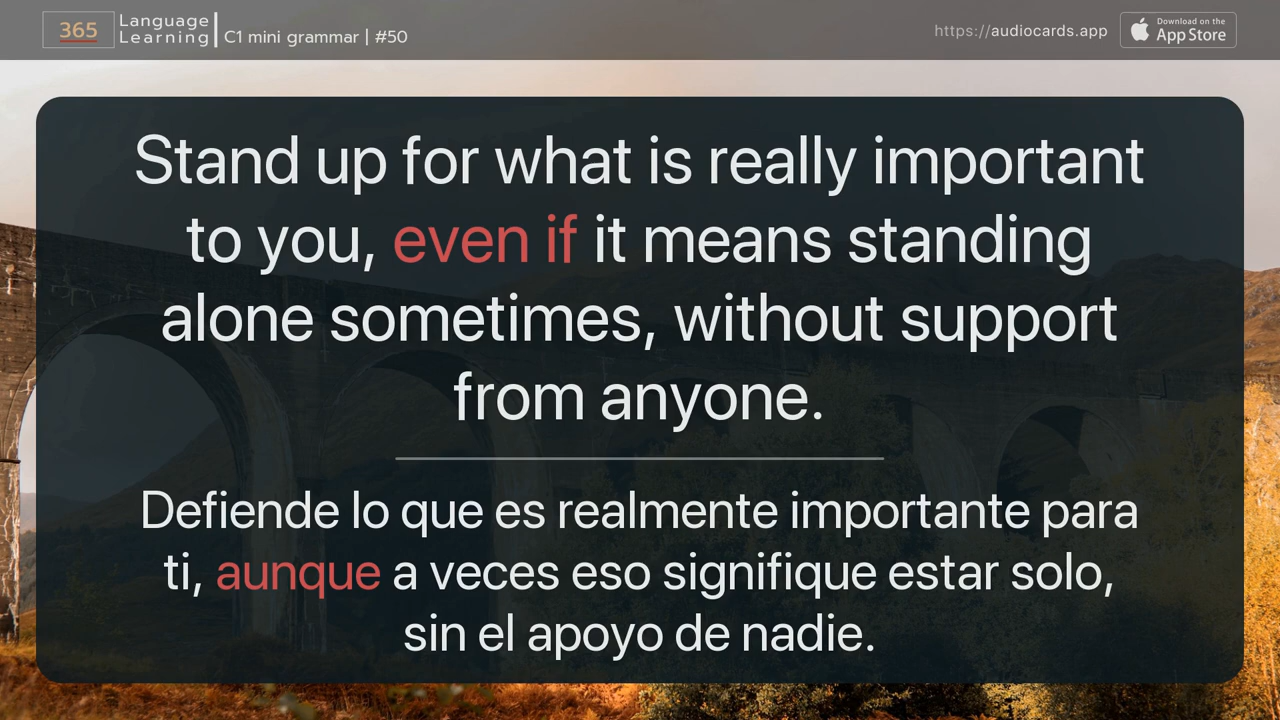 365
Language
Learning
C1 mini grammar | #50
https://audiocards.app
Download on the
App Store
Stand up for what is really important
to you, even if it means standing
alone sometimes, without support
from anyone.
Defiende lo que es realmente importante para
ti, aunque a veces eso signifique estar solo,
sin el apoyo de nadie.